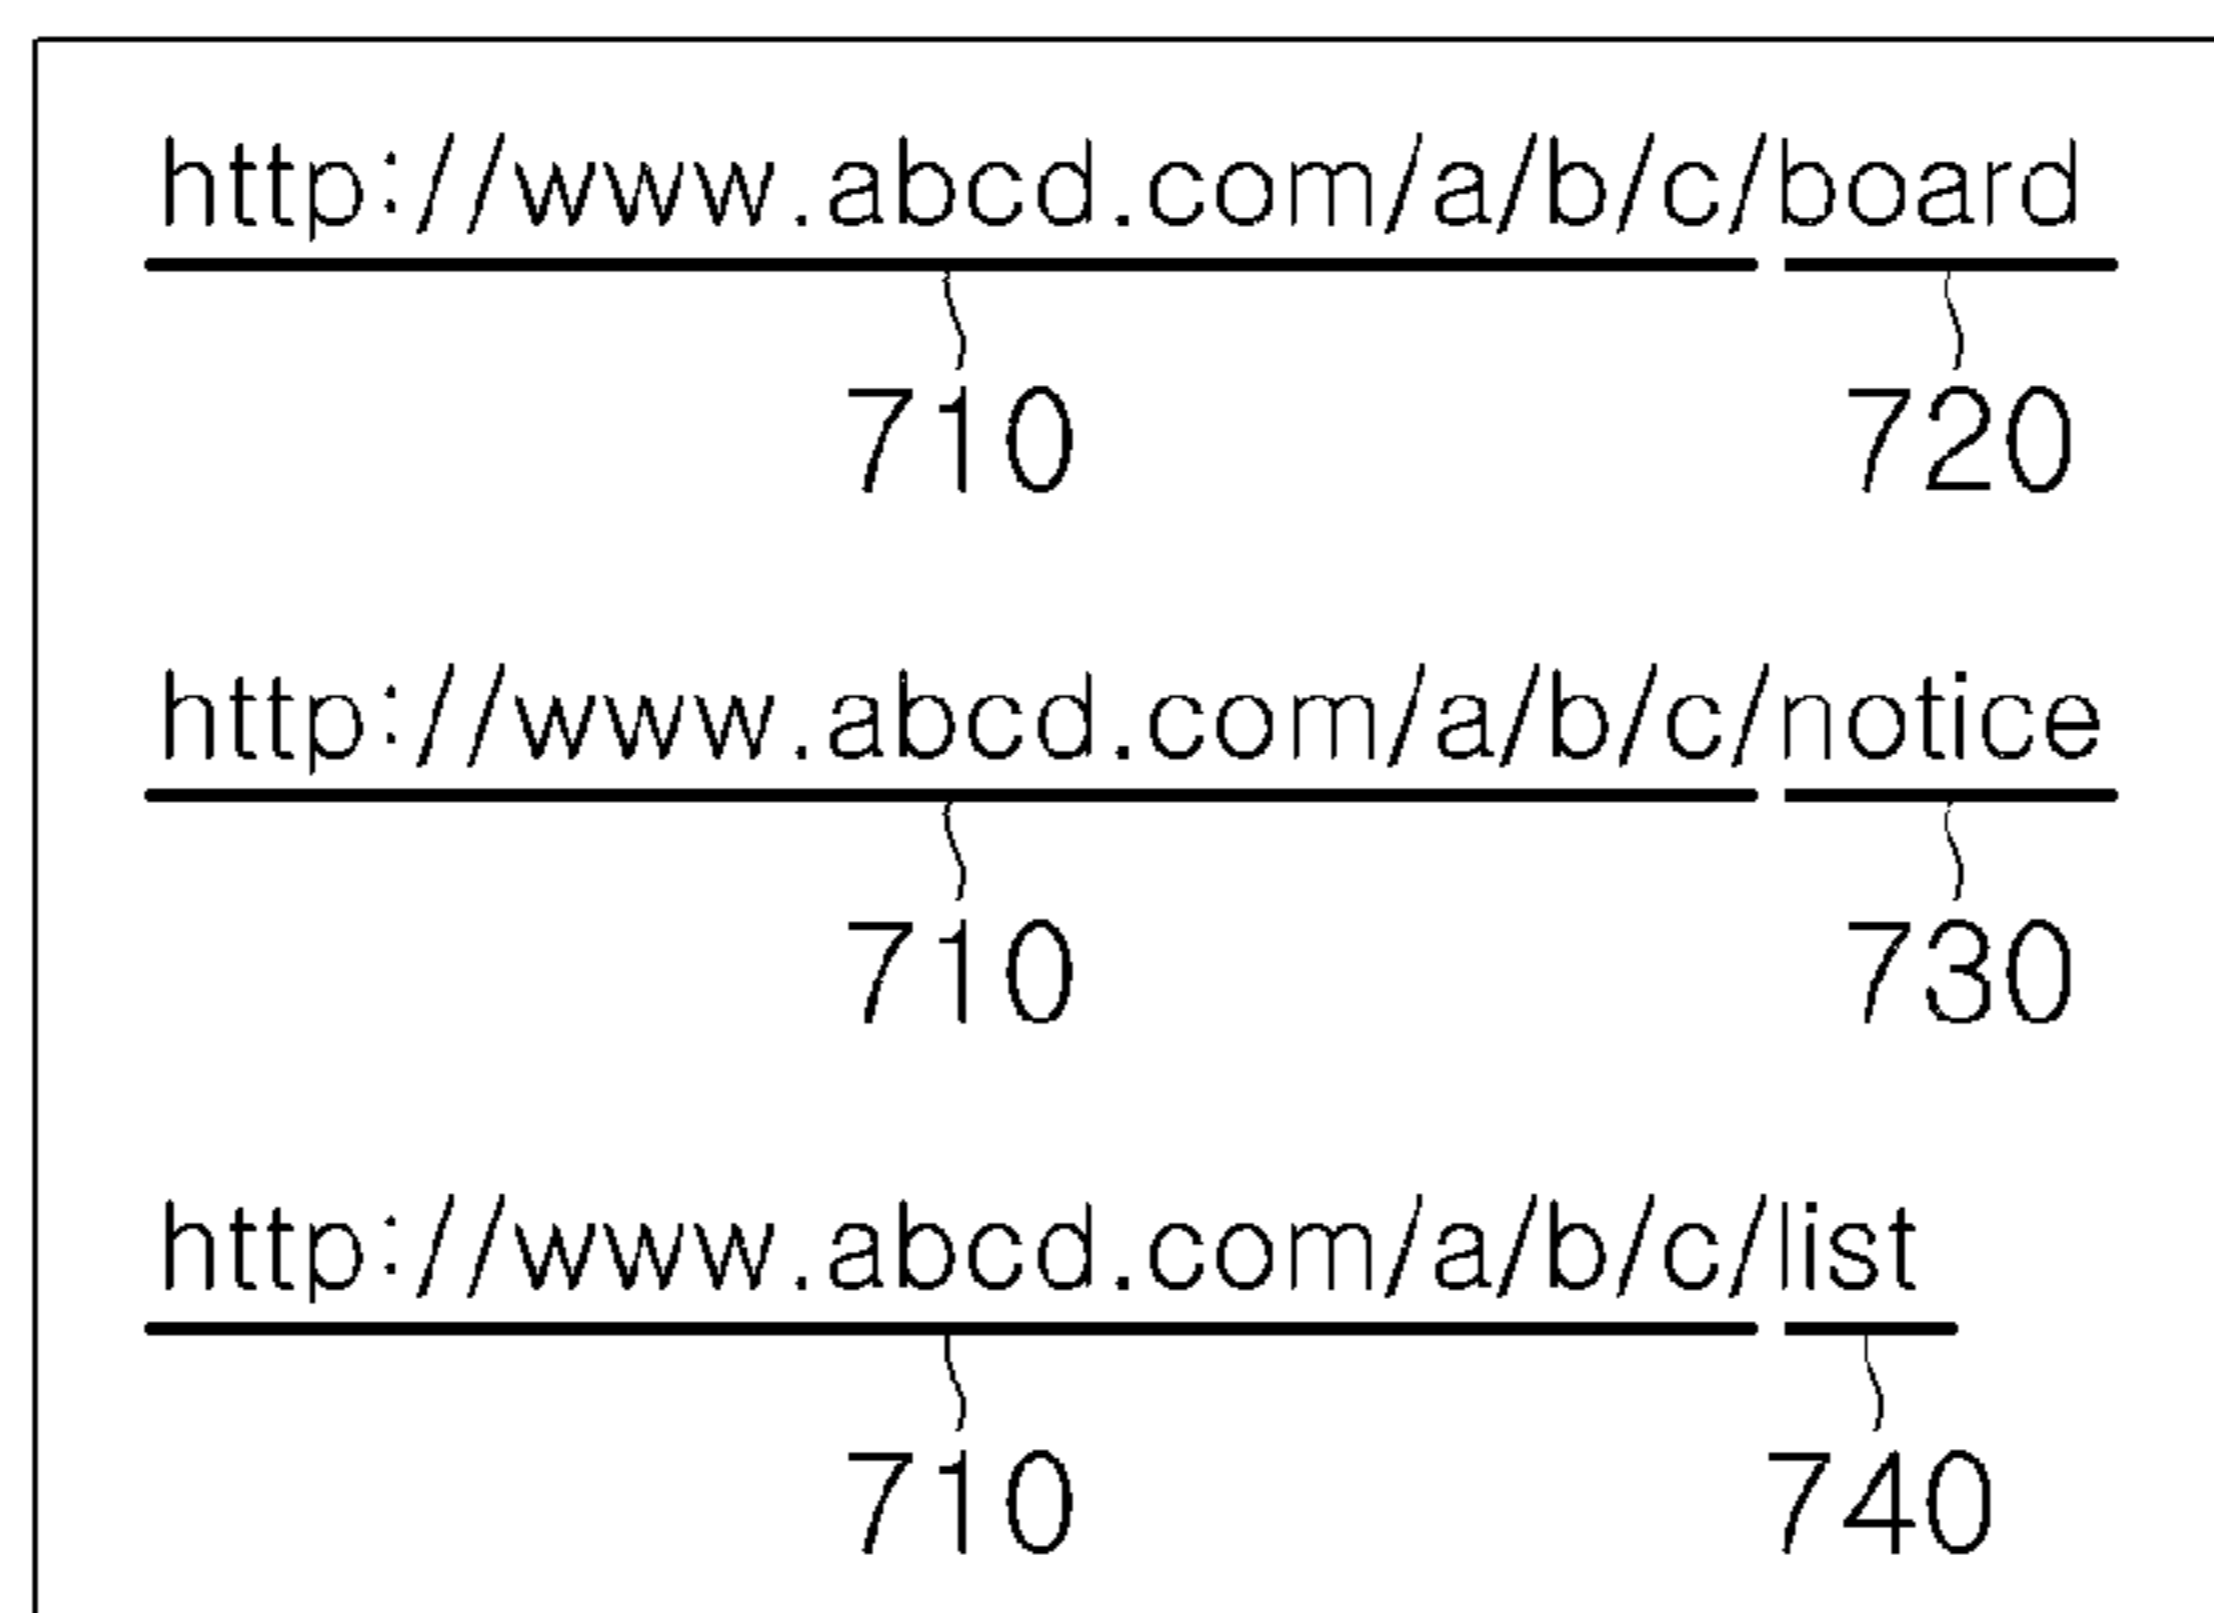 http://www.abcd.com/a/b/c/board
710 720
http://www.abcd.com/a/b/c/notice
710 730
http://www.abcd.com/a/b/c/list
710 740